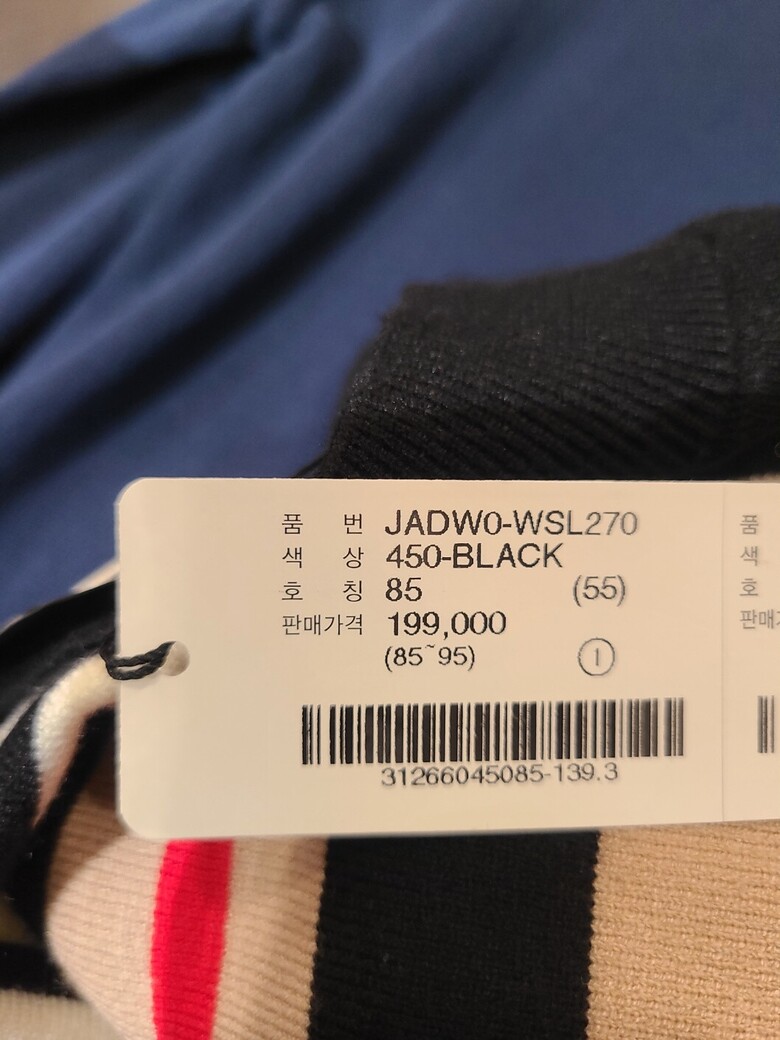 품 번 JADW0-WSL270
색 상 450-BLACK
호 칭 85 (55)
판매가격 199,000
(85~95) I
31266045085-139.3
품
색
호
판매